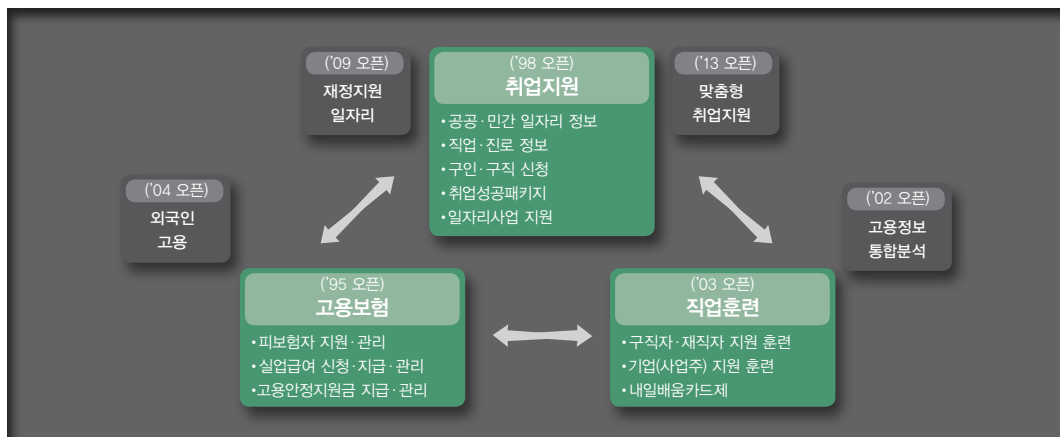 ('09 오픈)
재정지원
일자리
('98 오픈)
취업지원
•공공·민간 일자리 정보
•직업·진로 정보
•구인·구직 신청
•취업성공패키지
•일자리사업 지원
('13 오픈)
맞춤형
취업지원
('04 오픈)
외국인
고용
('02 오픈)
고용정보
통합분석
('95 오픈)
고용보험
•피보험자 지원·관리
•실업급여 신청·지급·관리
•고용안정지원금 지급·관리
('03 오픈)
직업훈련
•구직자·재직자 지원 훈련
•기업(사업주) 지원 훈련
•내일배움카드제